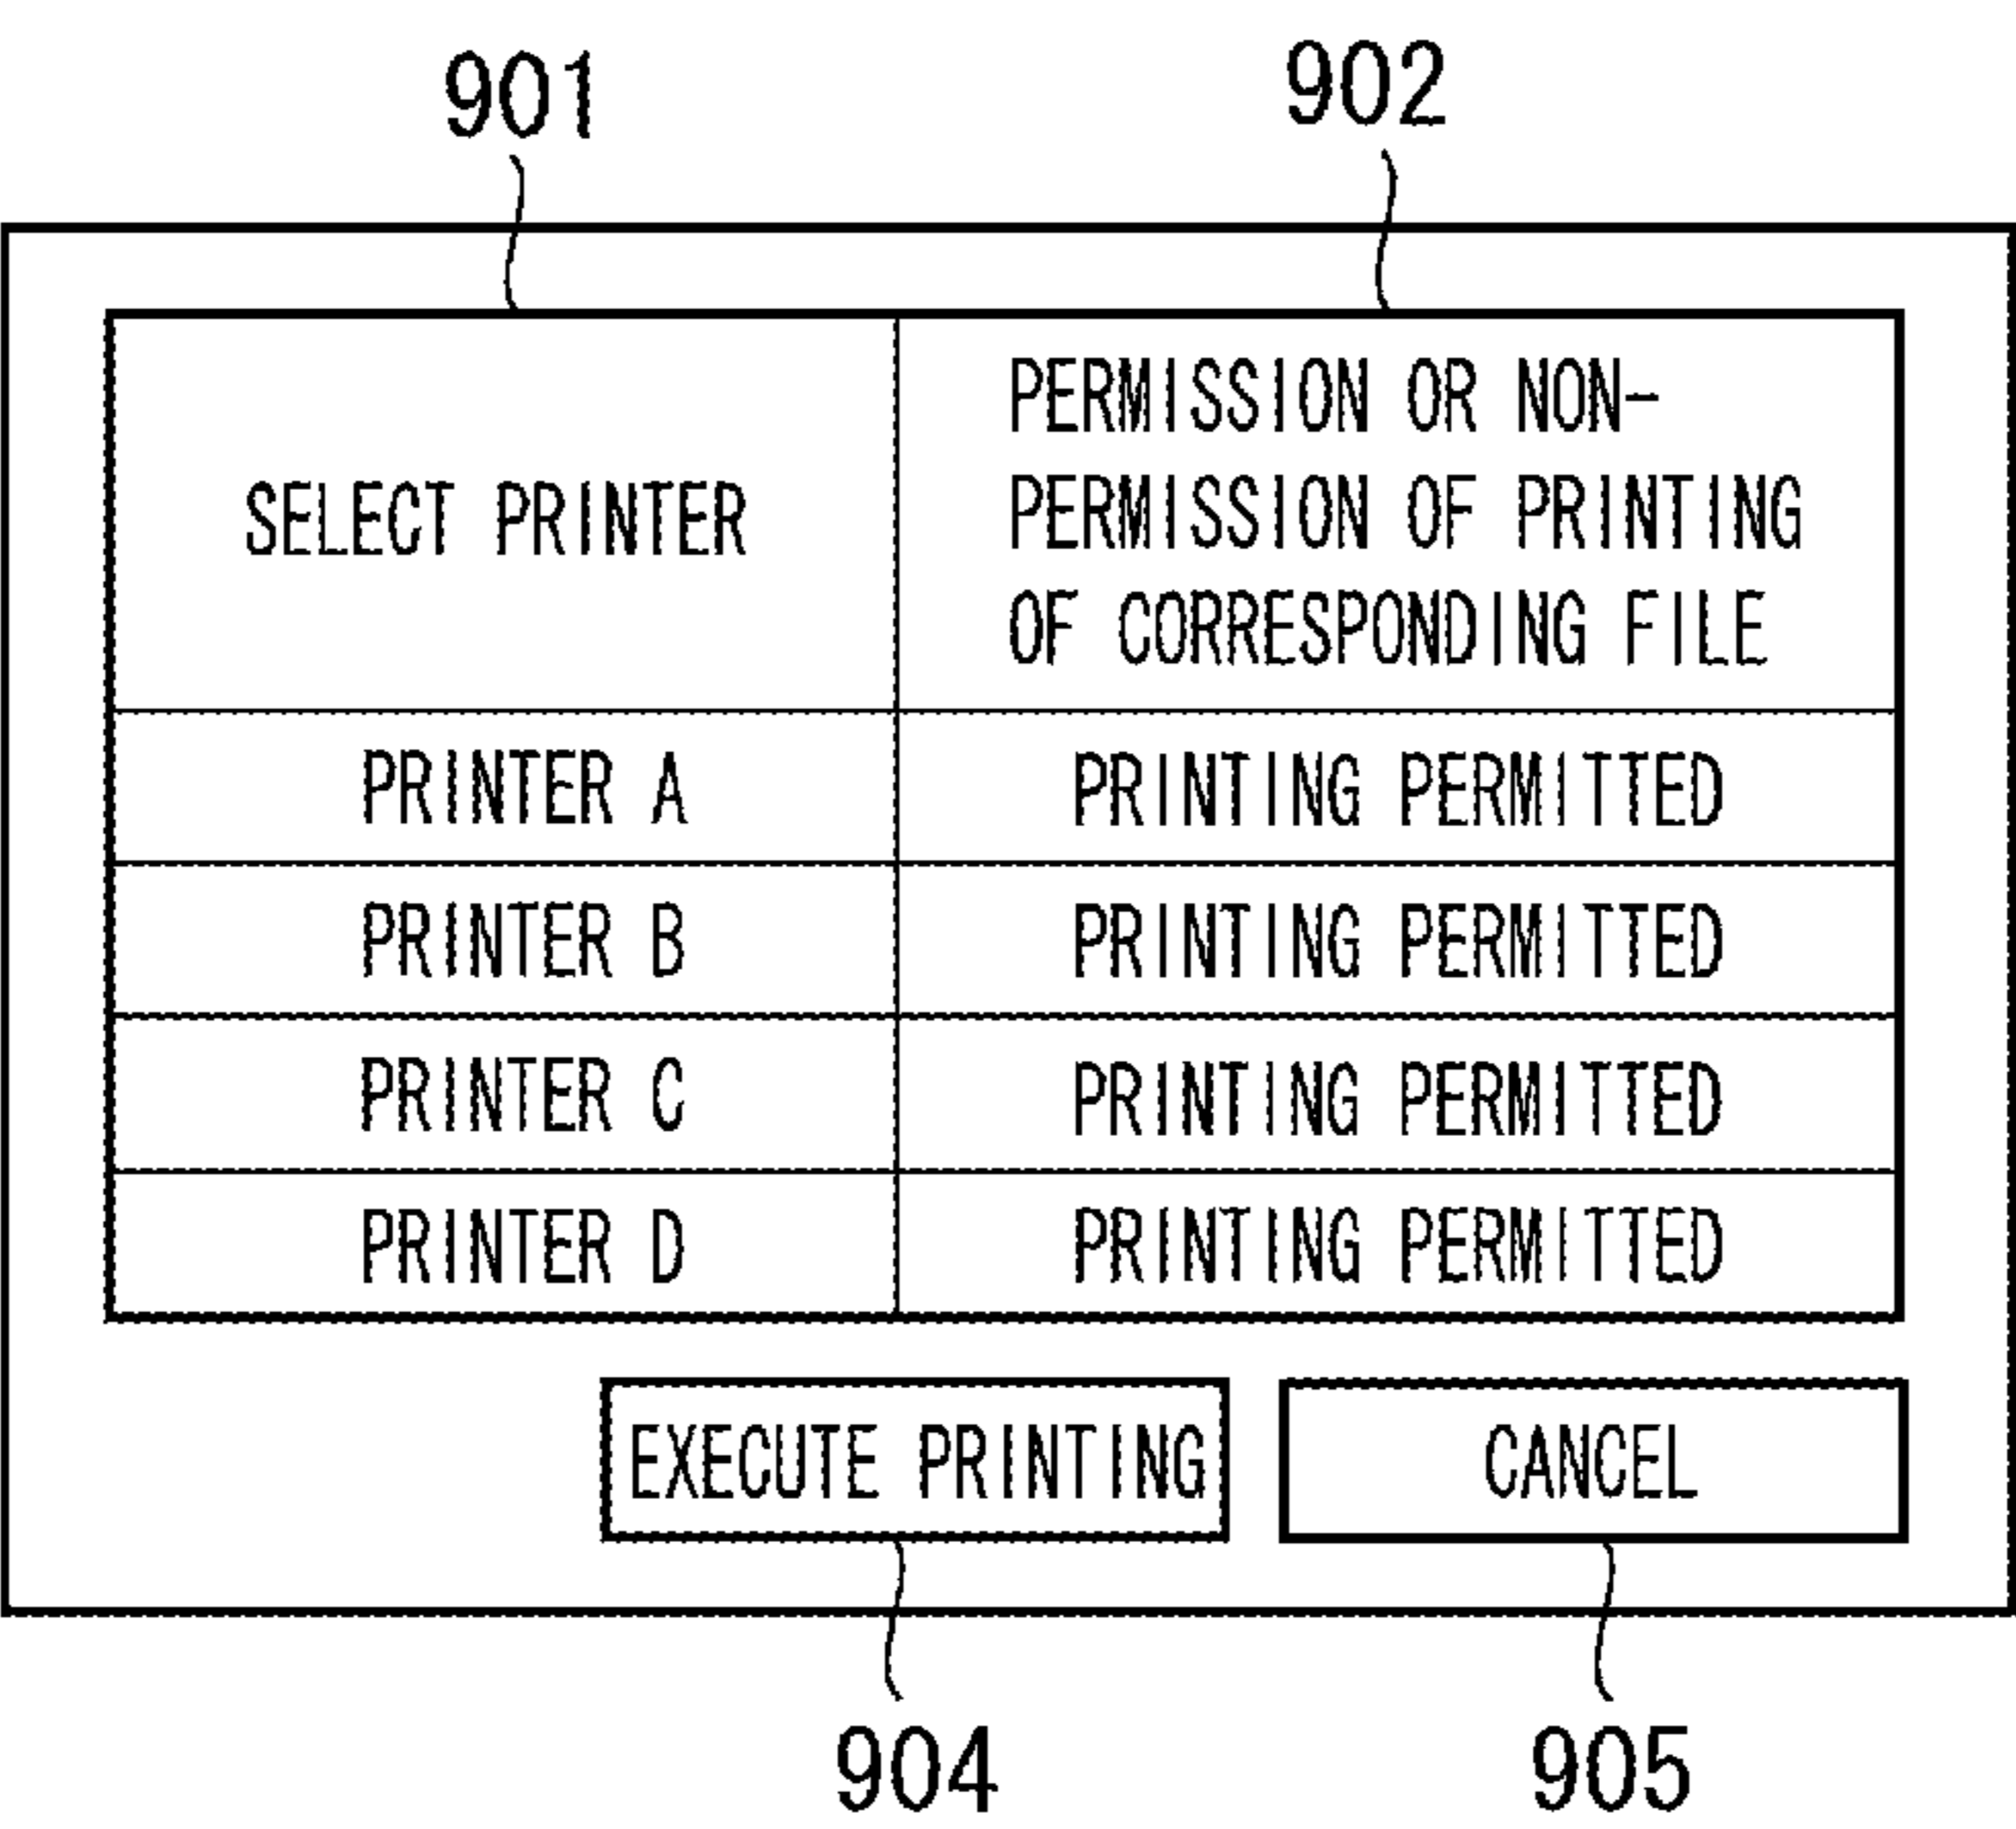 901 902
SELECT PRINTER
PERMISSION OR NON-
PERMISSION OF PRINTING
OF CORRESPONDING FILE
PRINTER A PRINTING PERMITTED
PRINTER B PRINTING PERMITTED
PRINTER C PRINTING PERMITTED
PRINTER D PRINTING PERMITTED
EXECUTE PRINTING CANCEL
904 905